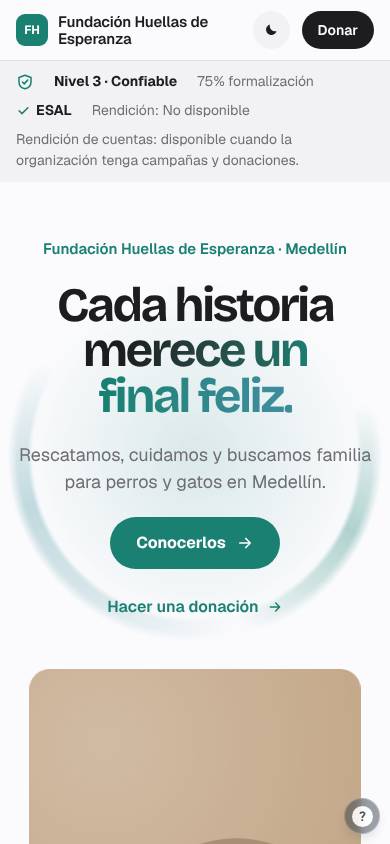 FH
Fundación Huellas de
Esperanza
Donar
Nivel 3 · Confiable 75% formalización
ESAL Rendición: No disponible
Rendición de cuentas: disponible cuando la
organización tenga campañas y donaciones.
Fundación Huellas de Esperanza · Medellín
Cada historia
merece un
final feliz.
Rescatamos, cuidamos y buscamos familia
para perros y gatos en Medellín.
Conocerlos →
Hacer una donación →
?